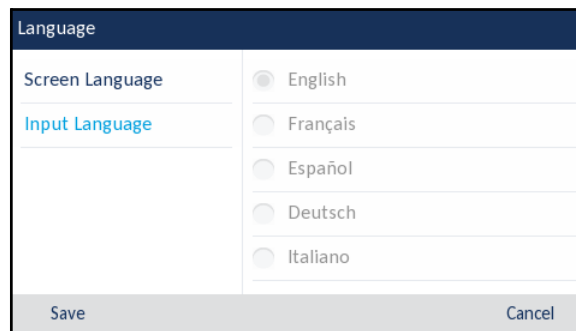 Language
Screen Language
Input Language
English
Français
Español
Deutsch
Italiano
Save
Cancel